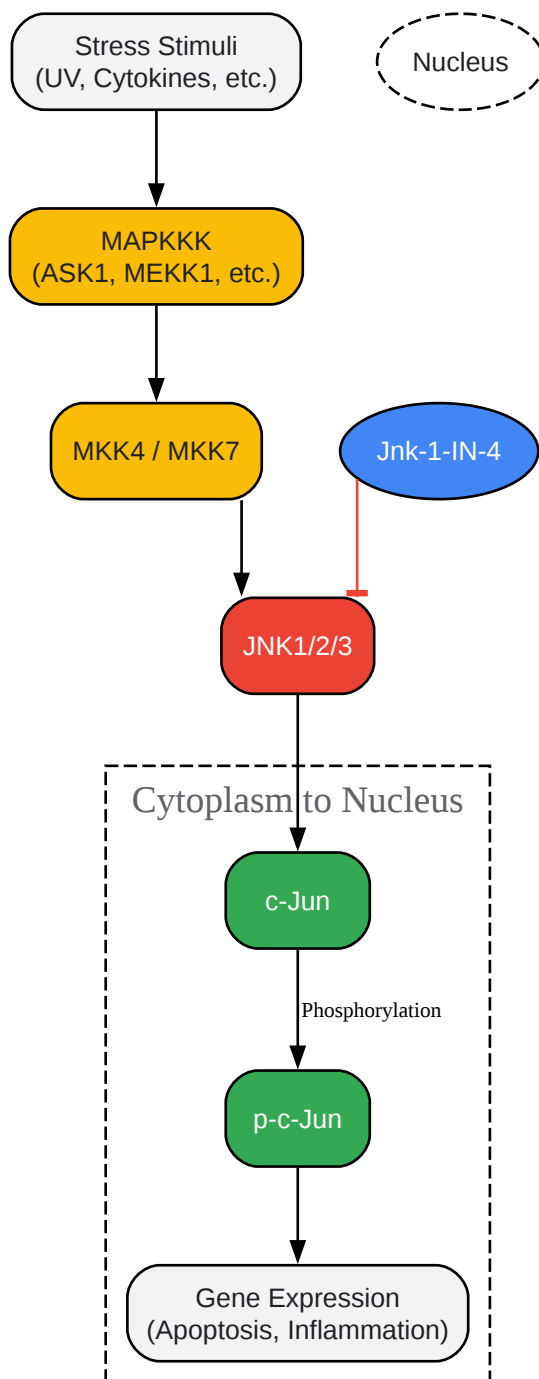 Stress Stimuli
(UV, Cytokines, etc.)
Nucleus
MAPKKK
(ASK1, MEKK1, etc.)
MKK4 / MKK7
Jnk-1-IN-4
JNK1/2/3
Cytoplasm to Nucleus
c-Jun
Phosphorylation
p-c-Jun
Gene Expression
(Apoptosis, Inflammation)